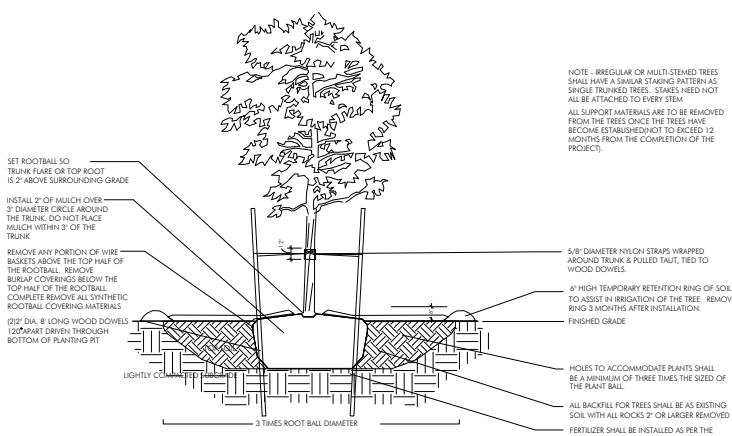 NOTE - IRREGULAR OR MULTI-STEMED TREES
SHALL HAVE A SIMILAR STAKING PATTERN AS
SINGLE TRUNKED TREES. STAKES NEED NOT
ALL BE ATTACHED TO EVERY STEM
ALL SUPPORT MATERIALS ARE TO BE REMOVED
FROM THE TREES ONCE THE TREES HAVE
BECOME ESTABLISHED(NOT TO EXCEED 12
MONTHS FROM THE COMPLETION OF THE
PROJECT).
SET ROOTBALL SO
TRUNK FLARE OR TOP ROOT
IS 2" ABOVE SURROUNDING GRADE
INSTALL 2" OF MULCH OVER
3" DIAMETER CIRCLE AROUND
THE TRUNK. DO NOT PLACE
MULCH WITHIN 3" OF THE
TRUNK
REMOVE ANY PORTION OF WIRE
BASKETS ABOVE THE TOP HALF OF
THE ROOTBALL. REMOVE
BURLAP COVERINGS BELOW THE
TOP HALF OF THE ROOTBALL.
COMPLETE REMOVE ALL SYNTHETIC
ROOTBALL COVERING MATERIALS
(2)2" DIA. 8' LONG WOOD DOWELS
120° APART DRIVEN THROUGH
BOTTOM OF PLANTING PIT
LIGHTLY COMPACTED SUBGRADE
12"
6"
5/8" DIAMETER NYLON STRAPS WRAPPED
AROUND TRUNK & PULLED TAUT, TIED TO
WOOD DOWELS.
6" HIGH TEMPORARY RETENTION RING OF SOIL
TO ASSIST IN IRRIGATION OF THE TREE. REMOV
RING 3 MONTHS AFTER INSTALLATION.
FINISHED GRADE
HOLES TO ACCOMMODATE PLANTS SHALL
BE A MINIMUM OF THREE TIMES THE SIZED OF
THE PLANT BALL.
ALL BACKFILL FOR TREES SHALL BE AS EXISTING
SOIL WITH ALL ROCKS 2" OR LARGER REMOVED
FERTILIZER SHALL BE INSTALLED AS PER THE
3 TIMES ROOT BALL DIAMETER